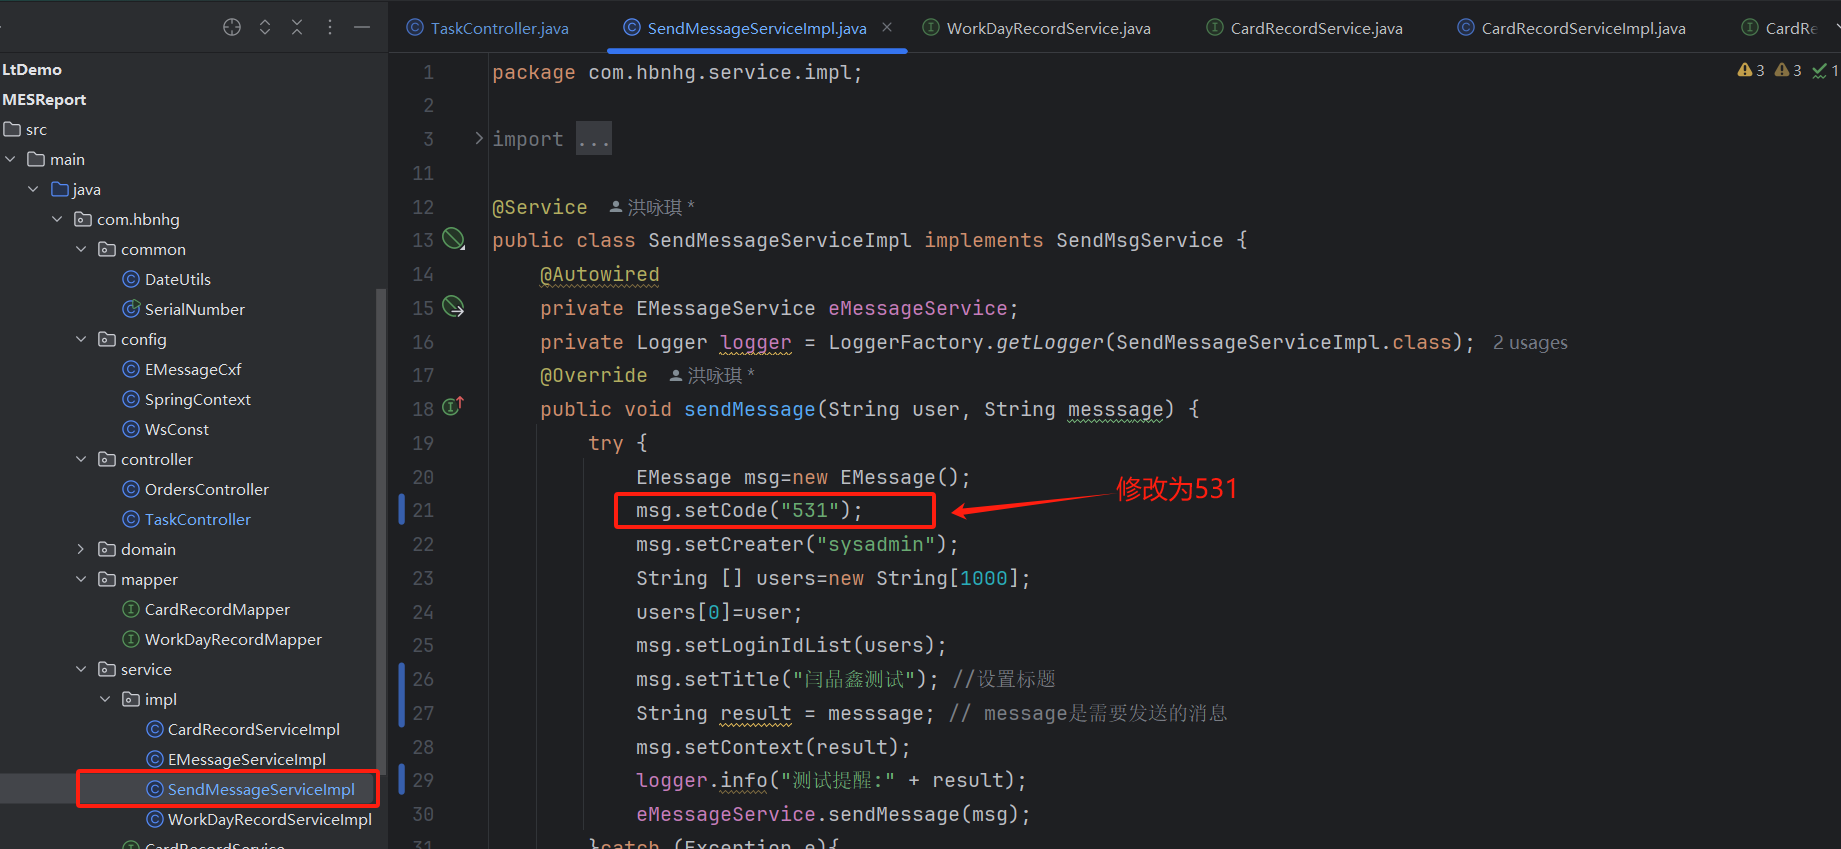 TaskController.java
SendMessageServiceImpl.java
WorkDayRecordService.java
CardRecordService.java
CardRecordServiceImpl.java
CardRe
LtDemo
MESReport
src
main
java
com.hbnhg
common
DateUtils
SerialNumber
config
EMessageCxf
SpringContext
WsConst
controller
OrdersController
TaskController
domain
mapper
CardRecordMapper
WorkDayRecordMapper
service
impl
CardRecordServiceImpl
EMessageServiceImpl
SendMessageServiceImpl
WorkDayRecordServiceImpl
CardRecordService
3 3 1
1 package com.hbnhg.service.impl;
2
3 import ...
11
12 @Service 洪咏琪 *
13 public class SendMessageServiceImpl implements SendMsgService {
14 @Autowired
15 private EMessageService eMessageService;
16 private Logger logger = LoggerFactory.getLogger(SendMessageServiceImpl.class); 2 usages
17 @Override 洪咏琪 *
18 public void sendMessage(String user, String messsage) {
19 try {
20 EMessage msg=new EMessage();
21 msg.setCode("531");
修改为531
22 msg.setCreater("sysadmin");
23 String [] users=new String[1000];
24 users[0]=user;
25 msg.setLoginIdList(users);
26 msg.setTitle("闫晶鑫测试"); //设置标题
27 String result = messsage; // message是需要发送的消息
28 msg.setContext(result);
29 logger.info("测试提醒:" + result);
30 eMessageService.sendMessage(msg);
31 }catch (Exception e){